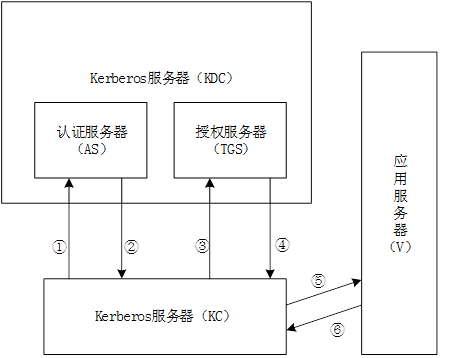 Kerberos服务器（KDC）
认证服务器
（AS）
授权服务器
（TGS）
应
用
服
务
器
（V）
①
②
③
④
⑤
⑥
Kerberos服务器（KC）